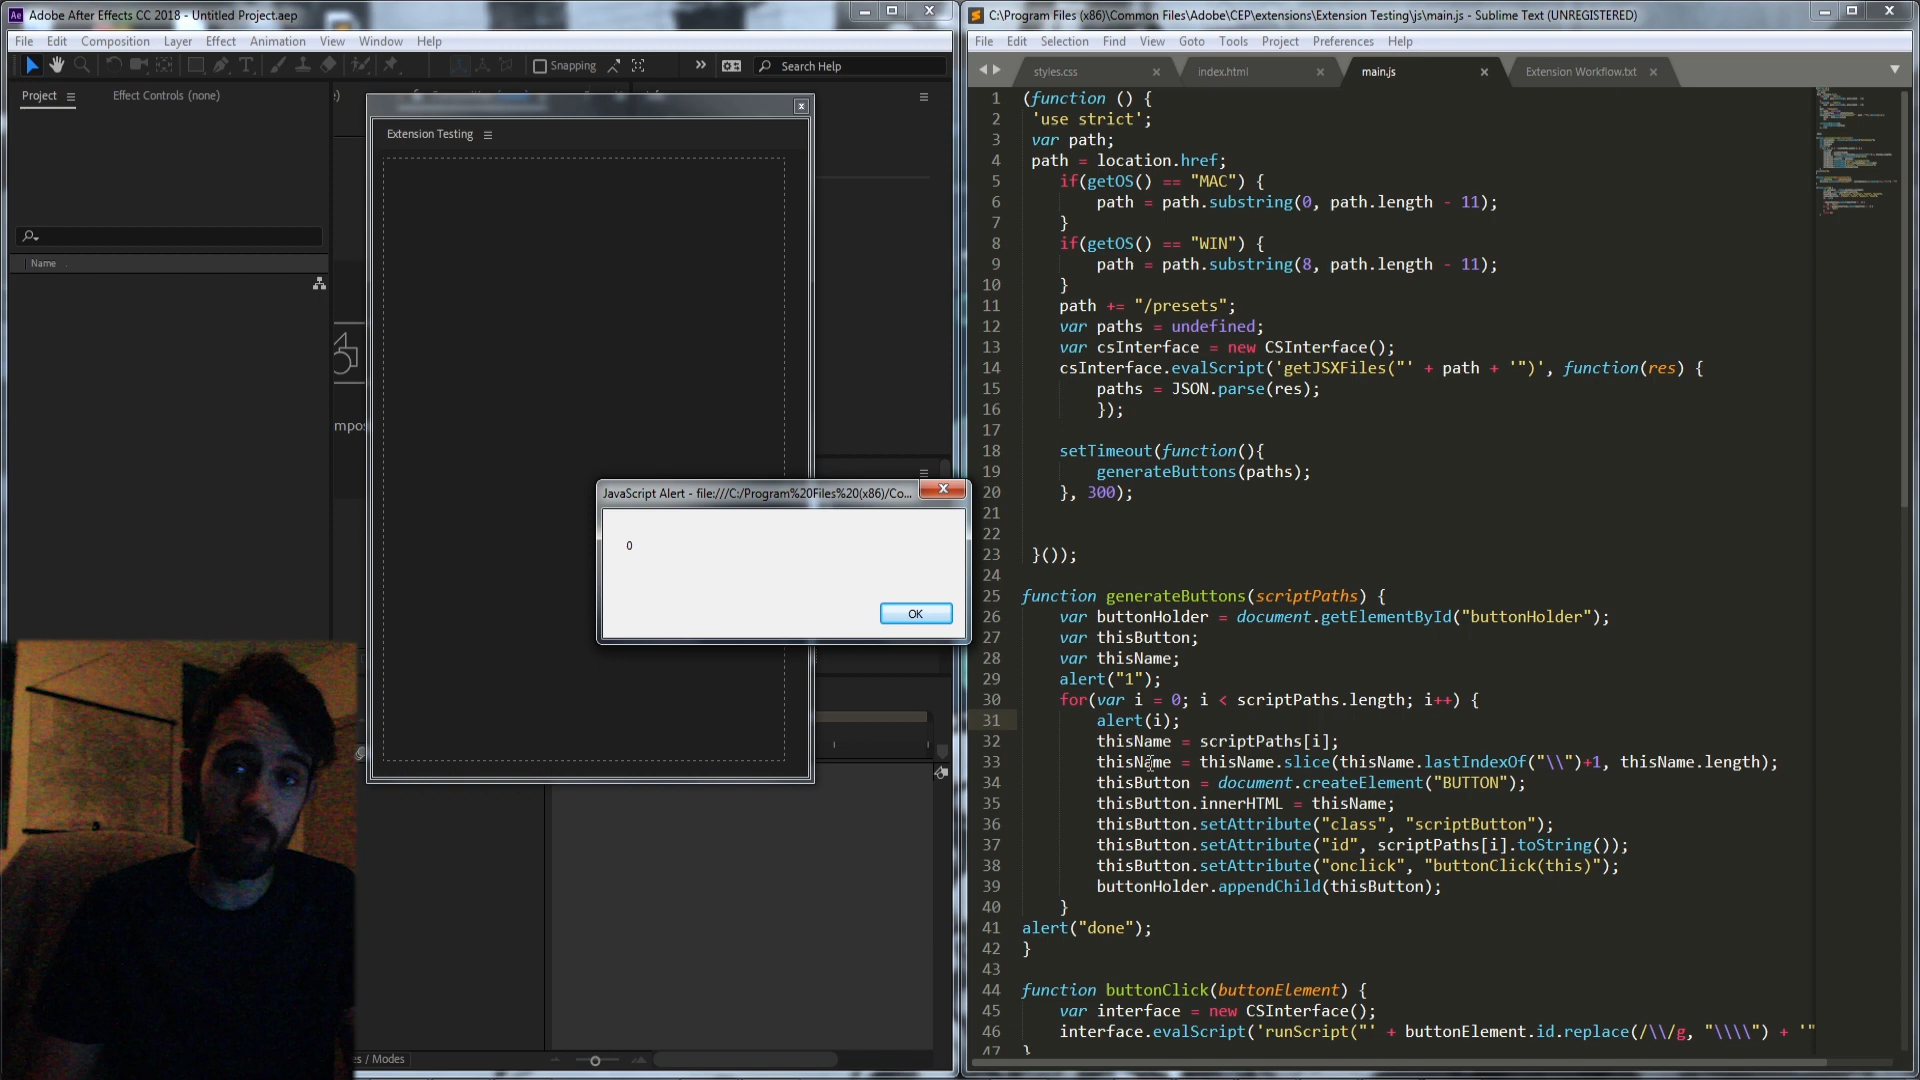 Ae Adobe After Effects CC 2018 - Untitled Project.aep
File Edit Composition Layer Effect Animation View Window Help
Snapping
Search Help
Project
Effect Controls (none)
Name
mpos
Extension Testing
JavaScript Alert - file:///C:/Program%20Files%20(x86)/Co...
0
OK
es / Modes
C:\Program Files (x86)\Common Files\Adobe\CEP\extensions\Extension Testing\js\main.js - Sublime Text (UNREGISTERED)
File Edit Selection Find View Goto Tools Project Preferences Help
styles.css index.html main.js Extension Workflow.txt
1 (function () {
2 'use strict';
3 var path;
4 path = location.href;
5 if(getOS() == "MAC") {
6 path = path.substring(0, path.length - 11);
7 }
8 if(getOS() == "WIN") {
9 path = path.substring(8, path.length - 11);
10 }
11 path += "/presets";
12 var paths = undefined;
13 var csInterface = new CSInterface();
14 csInterface.evalScript('getJSXFiles("' + path + '")', function(res) {
15 paths = JSON.parse(res);
16 });
17
18 setTimeout(function(){
19 generateButtons(paths);
20 }, 300);
21
22
23 }());
24
25 function generateButtons(scriptPaths) {
26 var buttonHolder = document.getElementById("buttonHolder");
27 var thisButton;
28 var thisName;
29 alert("1");
30 for(var i = 0; i < scriptPaths.length; i++) {
31 alert(i);
32 thisName = scriptPaths[i];
33 thisName = thisName.slice(thisName.lastIndexOf("\\")+1, thisName.length);
34 thisButton = document.createElement("BUTTON");
35 thisButton.innerHTML = thisName;
36 thisButton.setAttribute("class", "scriptButton");
37 thisButton.setAttribute("id", scriptPaths[i].toString());
38 thisButton.setAttribute("onclick", "buttonClick(this)");
39 buttonHolder.appendChild(thisButton);
40 }
41 alert("done");
42 }
43
44 function buttonClick(buttonElement) {
45 var interface = new CSInterface();
46 interface.evalScript('runScript("' + buttonElement.id.replace(/\\/g, "\\\\") + '"
47 }